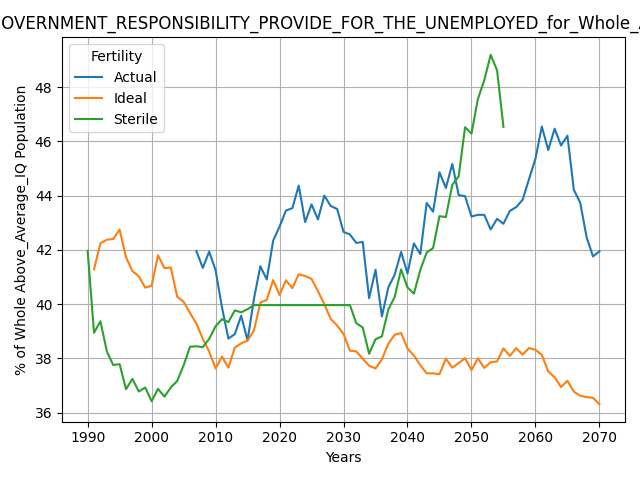 OVERNMENT_RESPONSIBILITY_PROVIDE_FOR_THE_UNEMPLOYED_for_Whole_
Fertility
Actual
Ideal
Sterile
% of Whole Above_Average_IQ Population
48
46
44
42
40
38
36
1990
2000
2010
2020
2030
2040
2050
2060
2070
Years